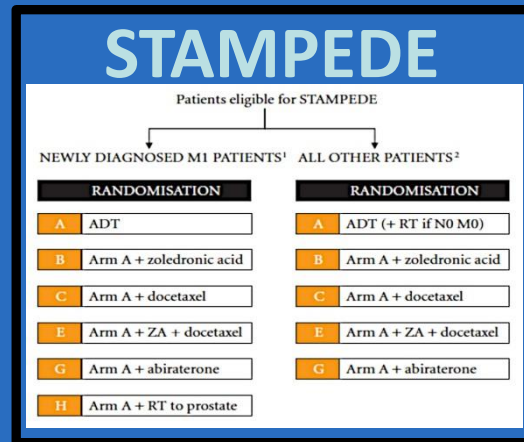 STAMPEDE
Patients eligible for STAMPEDE
NEWLY DIAGNOSED M1 PATIENTS¹
RANDOMISATION
A ADT
B Arm A + zoledronic acid
C Arm A + docetaxel
E Arm A + ZA + docetaxel
G Arm A + abiraterone
H Arm A + RT to prostate
ALL OTHER PATIENTS²
RANDOMISATION
A ADT (+ RT if N0 M0)
B Arm A + zoledronic acid
C Arm A + docetaxel
E Arm A + ZA + docetaxel
G Arm A + abiraterone